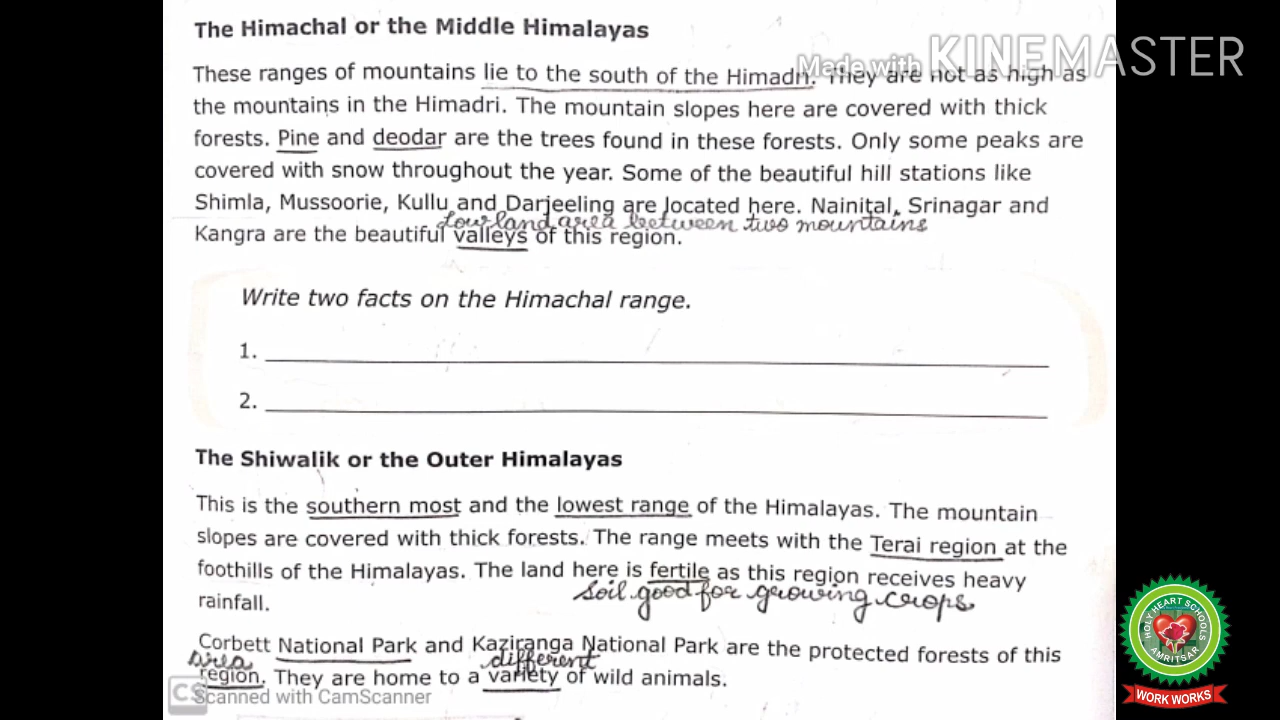 The Himachal or the Middle Himalayas
Made with KINEMASTER
These ranges of mountains lie to the south of the Himadri. They are not as high as
the mountains in the Himadri. The mountain slopes here are covered with thick
forests. Pine and deodar are the trees found in these forests. Only some peaks are
covered with snow throughout the year. Some of the beautiful hill stations like
Shimla, Mussoorie, Kullu and Darjeeling are located here. Nainital, Srinagar and
Low land area between two mountains
Kangra are the beautiful valleys of this region.
Write two facts on the Himachal range.
1.
2.
The Shiwalik or the Outer Himalayas
This is the southern most and the lowest range of the Himalayas. The mountain
slopes are covered with thick forests. The range meets with the Terai region at the
foothills of the Himalayas. The land here is fertile as this region receives heavy
soil good for growing crops
rainfall.
Corbett National Park and Kaziranga National Park are the protected forests of this
area different
region. They are home to a variety of wild animals.
CS Scanned with CamScanner
HOLY HEART SCHOOLS
AMRITSAR
WORK WORKS